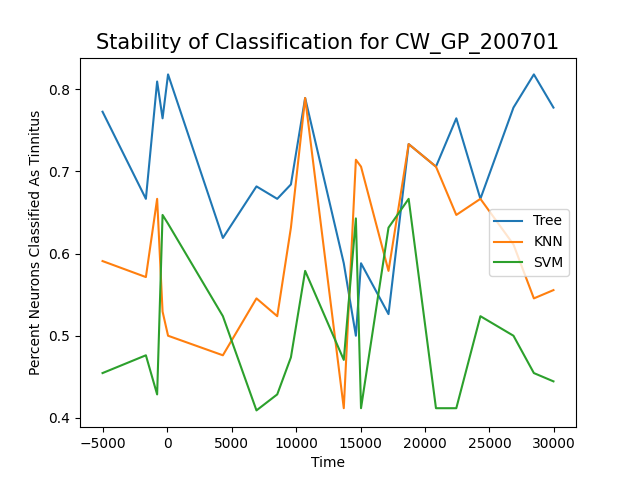 Stability of Classification for CW_GP_200701
Percent Neurons Classified As Tinnitus
0.8
0.7
0.6
0.5
0.4
Tree
KNN
SVM
−5000 0 5000 10000 15000 20000 25000 30000
Time